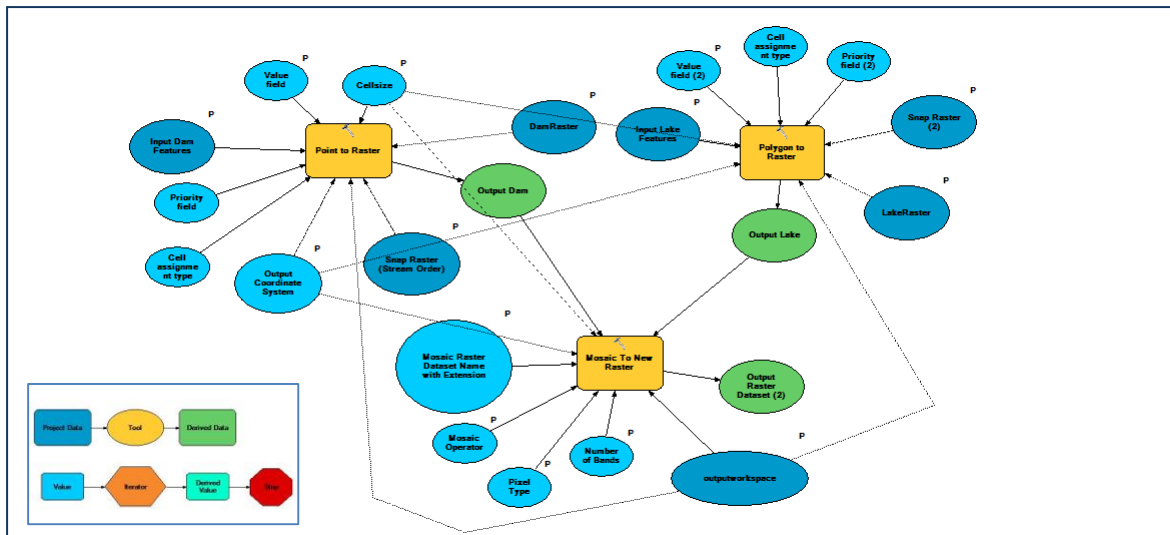 P
Value
field
P
Cellsize
P
Input Dam
Features
Point to
Raster
P
DamRaster
Priority
field
Cell
assignme
nt type
P
Output
Coordinate
System
Snap Raster
(Stream Order)
P
Output Dam
P
Value
field (2)
Cell
assignme
nt type
P
Priority
field (2)
P
Input Lake
Features
Polygon to
Raster
P
Snap Raster
(2)
P
LakeRaster
Output Lake
P
Mosaic Raster
Dataset Name
with Extension
Mosaic To New
Raster
Output
Raster
Dataset (2)
P
Mosaic
Operator
P
Pixel
Type
P
Number
of Bands
P
outputworkspace
Project Data
Tool
Derived Data
Value
Iterator
Derived
Value
Stop